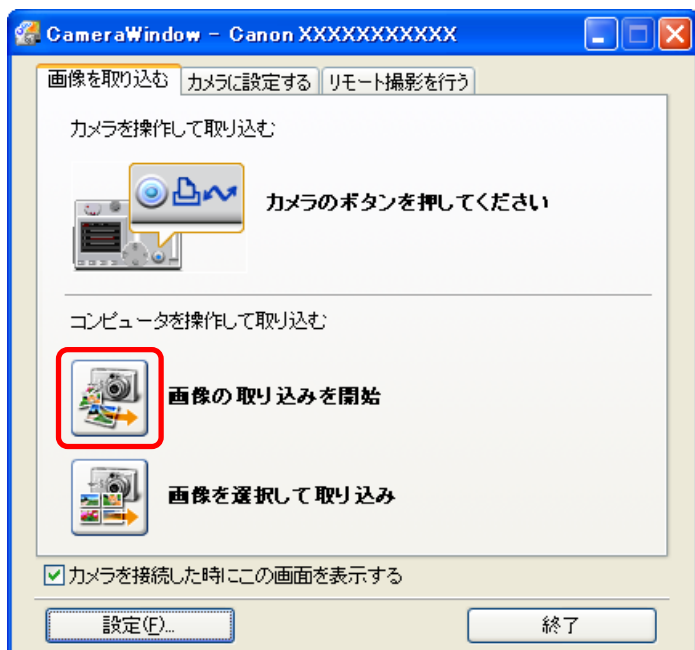 CameraWindow - Canon XXXXXXXXXXX
画像を取り込む カメラに設定する リモート撮影を行う
カメラを操作して取り込む
カメラのボタンを押してください
コンピュータを操作して取り込む
画像の取り込みを開始
画像を選択して取り込み
カメラを接続した時にこの画面を表示する
設定(F)... 終了